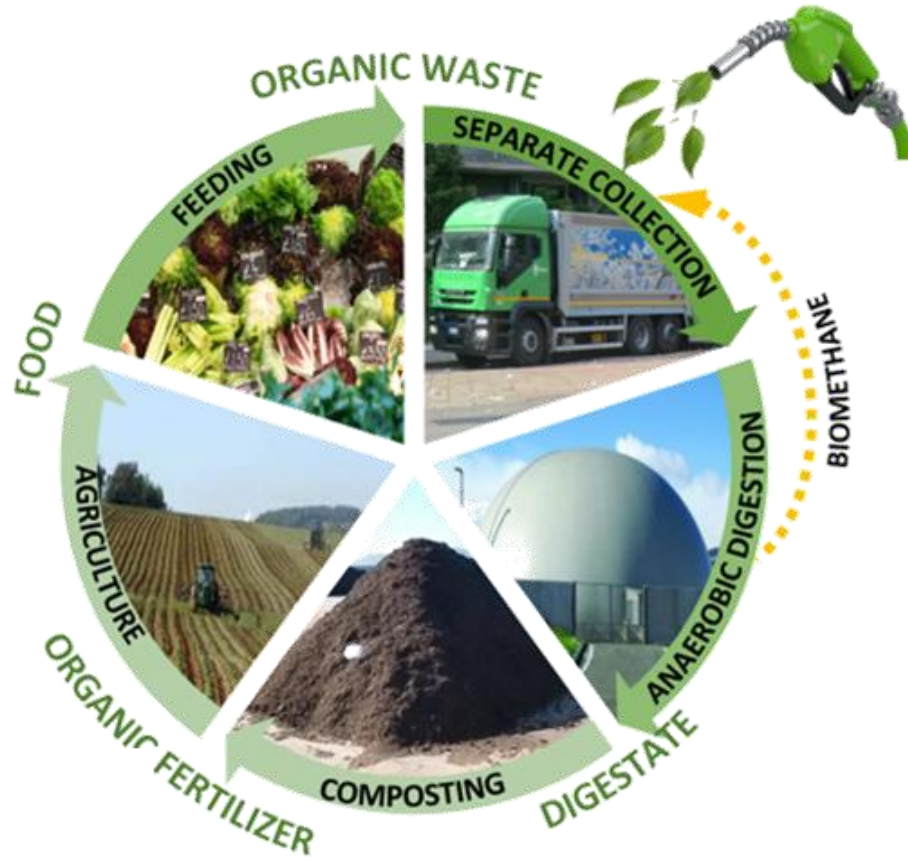 ORGANIC WASTE
SEPARATE COLLECTION
BIOMETHANE
ANAEROBIC DIGESTION
DIGESTATE
COMPOSTING
ORGANIC FERTILIZER
AGRICULTURE
FOOD
FEEDING